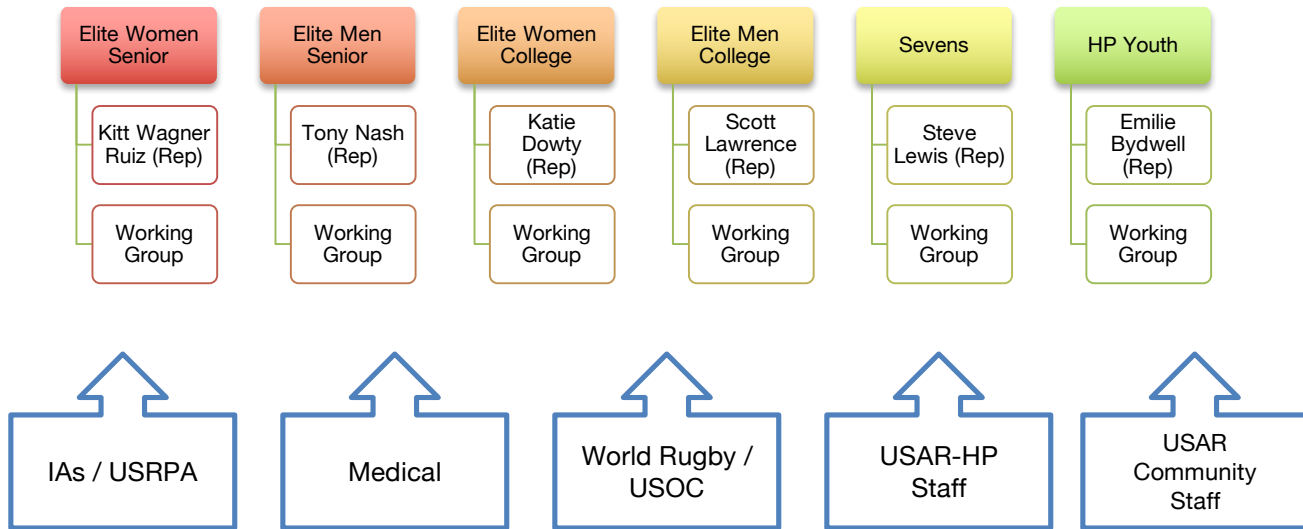 Elite Women
Senior
Elite Men
Senior
Elite Women
College
Elite Men
College
Sevens
HP Youth
Kitt Wagner
Ruiz (Rep)
Tony Nash
(Rep)
Katie
Dowty
(Rep)
Scott
Lawrence
(Rep)
Steve
Lewis (Rep)
Emilie
Bydwell
(Rep)
Working
Group
Working
Group
Working
Group
Working
Group
Working
Group
Working
Group
IAs / USRPA
Medical
World Rugby /
USOC
USAR-HP
Staff
USAR
Community
Staff